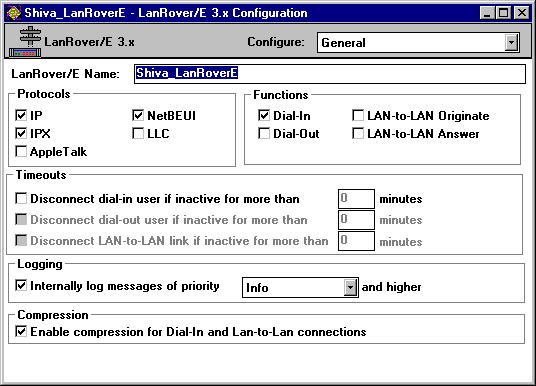 Shiva_LanRoverE - LanRover/E 3.x Configuration
LanRover/E 3.x Configure: General
LanRover/E Name: Shiva_LanRoverE
Protocols
IP NetBEUI
IPX LLC
AppleTalk
Functions
Dial-In LAN-to-LAN Originate
Dial-Out LAN-to-LAN Answer
Timeouts
Disconnect dial-in user if inactive for more than 0 minutes
Disconnect dial-out user if inactive for more than 0 minutes
Disconnect LAN-to-LAN link if inactive for more than 0 minutes
Logging
Internally log messages of priority Info and higher
Compression
Enable compression for Dial-In and Lan-to-Lan connections